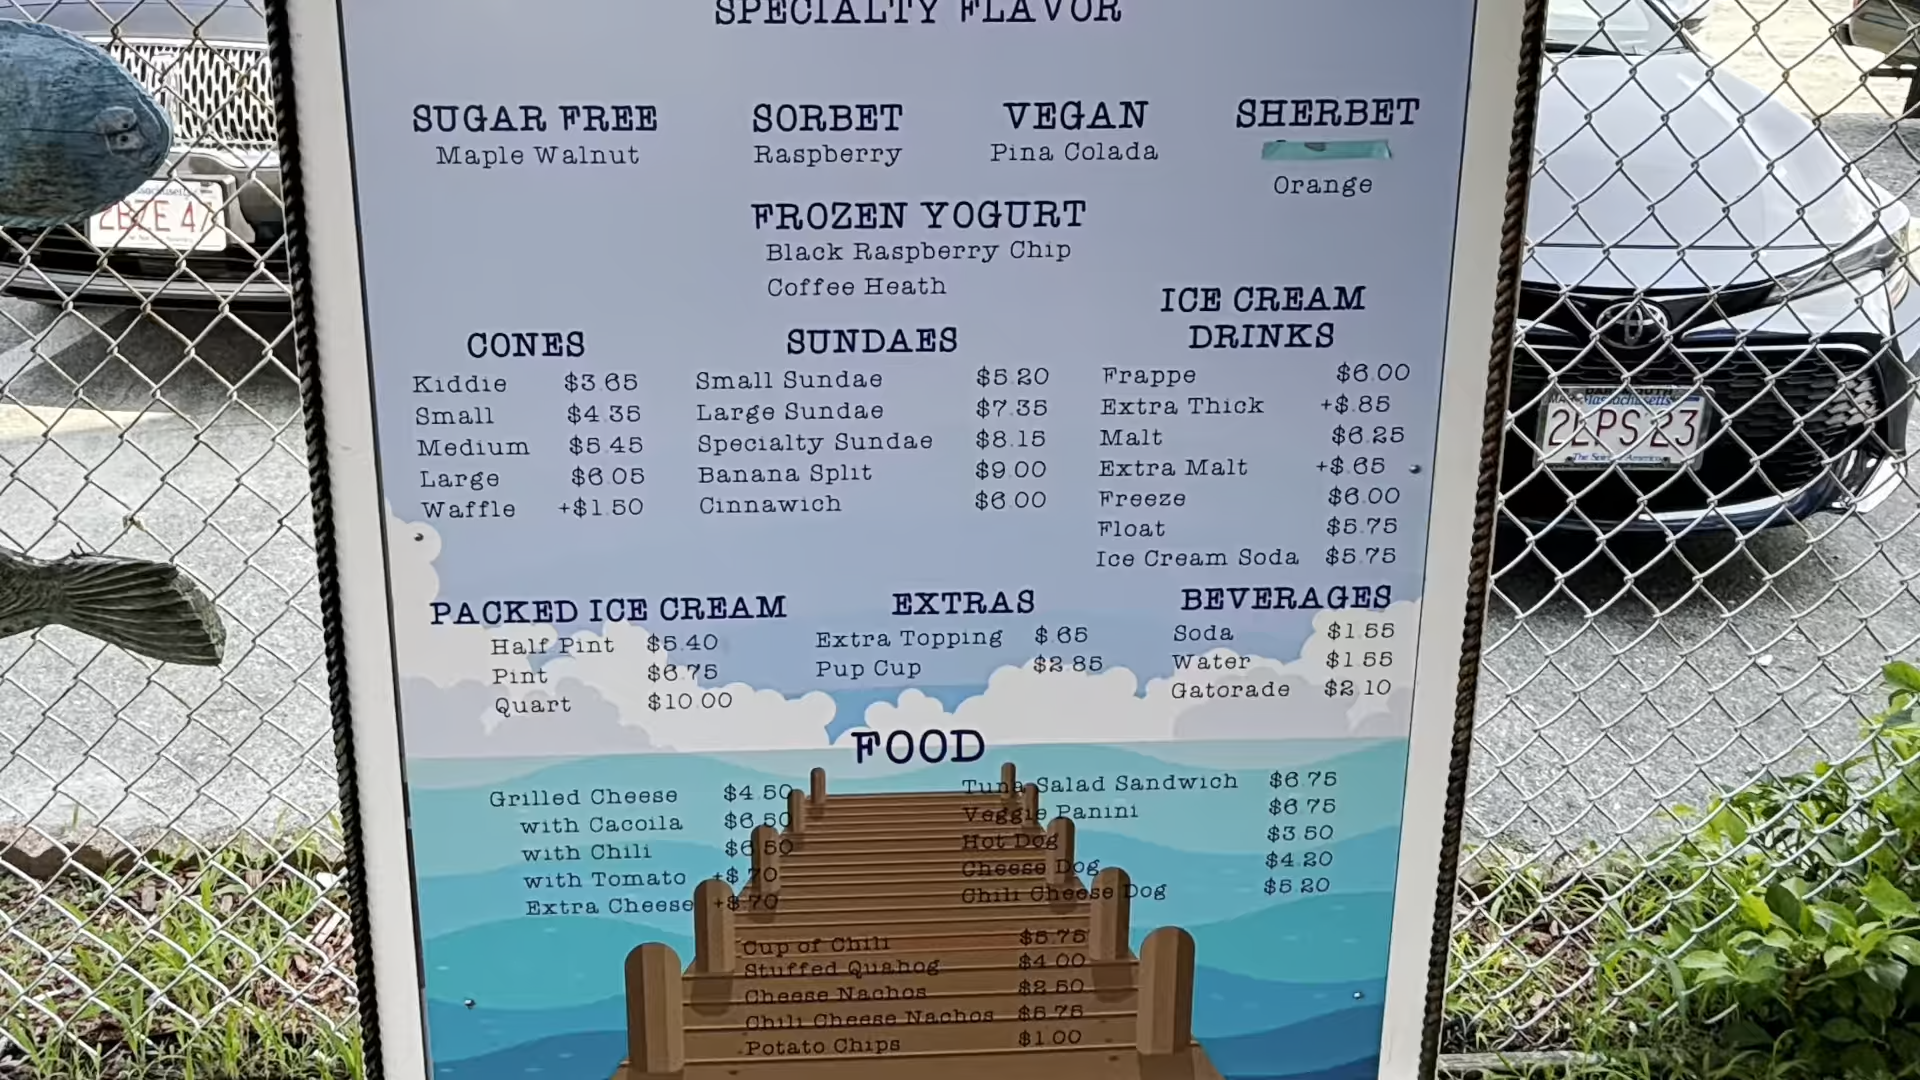 SPECIALTY FLAVOR
SUGAR FREE
Maple Walnut
SORBET
Raspberry
VEGAN
Pina Colada
SHERBET
Orange
FROZEN YOGURT
Black Raspberry Chip
Coffee Heath
CONES
Kiddie $3.65
Small $4.35
Medium $5.45
Large $6.05
Waffle +$1.50
SUNDAES
Small Sundae $5.20
Large Sundae $7.35
Specialty Sundae $8.15
Banana Split $9.00
Cinnawich $6.00
ICE CREAM
DRINKS
Frappe $6.00
Extra Thick +$.85
Malt $6.25
Extra Malt +$.65
Freeze $6.00
Float $5.75
Ice Cream Soda $5.75
PACKED ICE CREAM
Half Pint $5.40
Pint $6.75
Quart $10.00
EXTRAS
Extra Topping $.65
Pup Cup $2.85
BEVERAGES
Soda $1.55
Water $1.55
Gatorade $2.10
FOOD
Grilled Cheese $4.50
with Cacoila $6.50
with Chili $6.50
with Tomato +$.70
Extra Cheese +$.70
Tuna Salad Sandwich $6.75
Veggie Panini $6.75
Hot Dog $3.50
Cheese Dog $4.20
Chili Cheese Dog $5.20
Cup of Chili $5.75
Stuffed Quahog $4.00
Cheese Nachos $2.50
Chili Cheese Nachos $5.75
Potato Chips $1.00
Massachusetts
2LPS 23
The Spirit of America